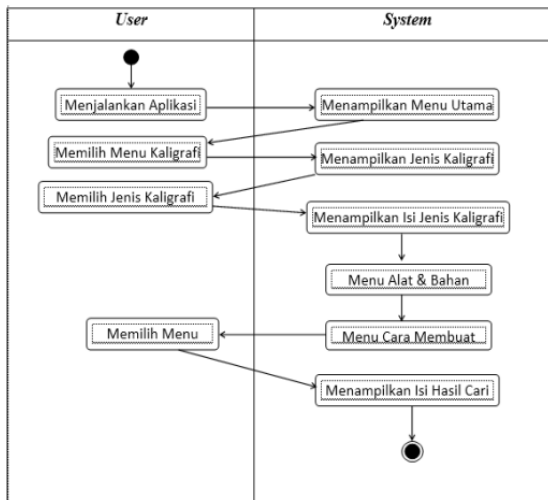 User
System
Menjalankan Aplikasi
Menampilkan Menu Utama
Memilih Menu Kaligrafi
Menampilkan Jenis Kaligrafi
Memilih Jenis Kaligrafi
Menampilkan Isi Jenis Kaligrafi
Menu Alat & Bahan
Memilih Menu
Menu Cara Membuat
Menampilkan Isi Hasil Cari